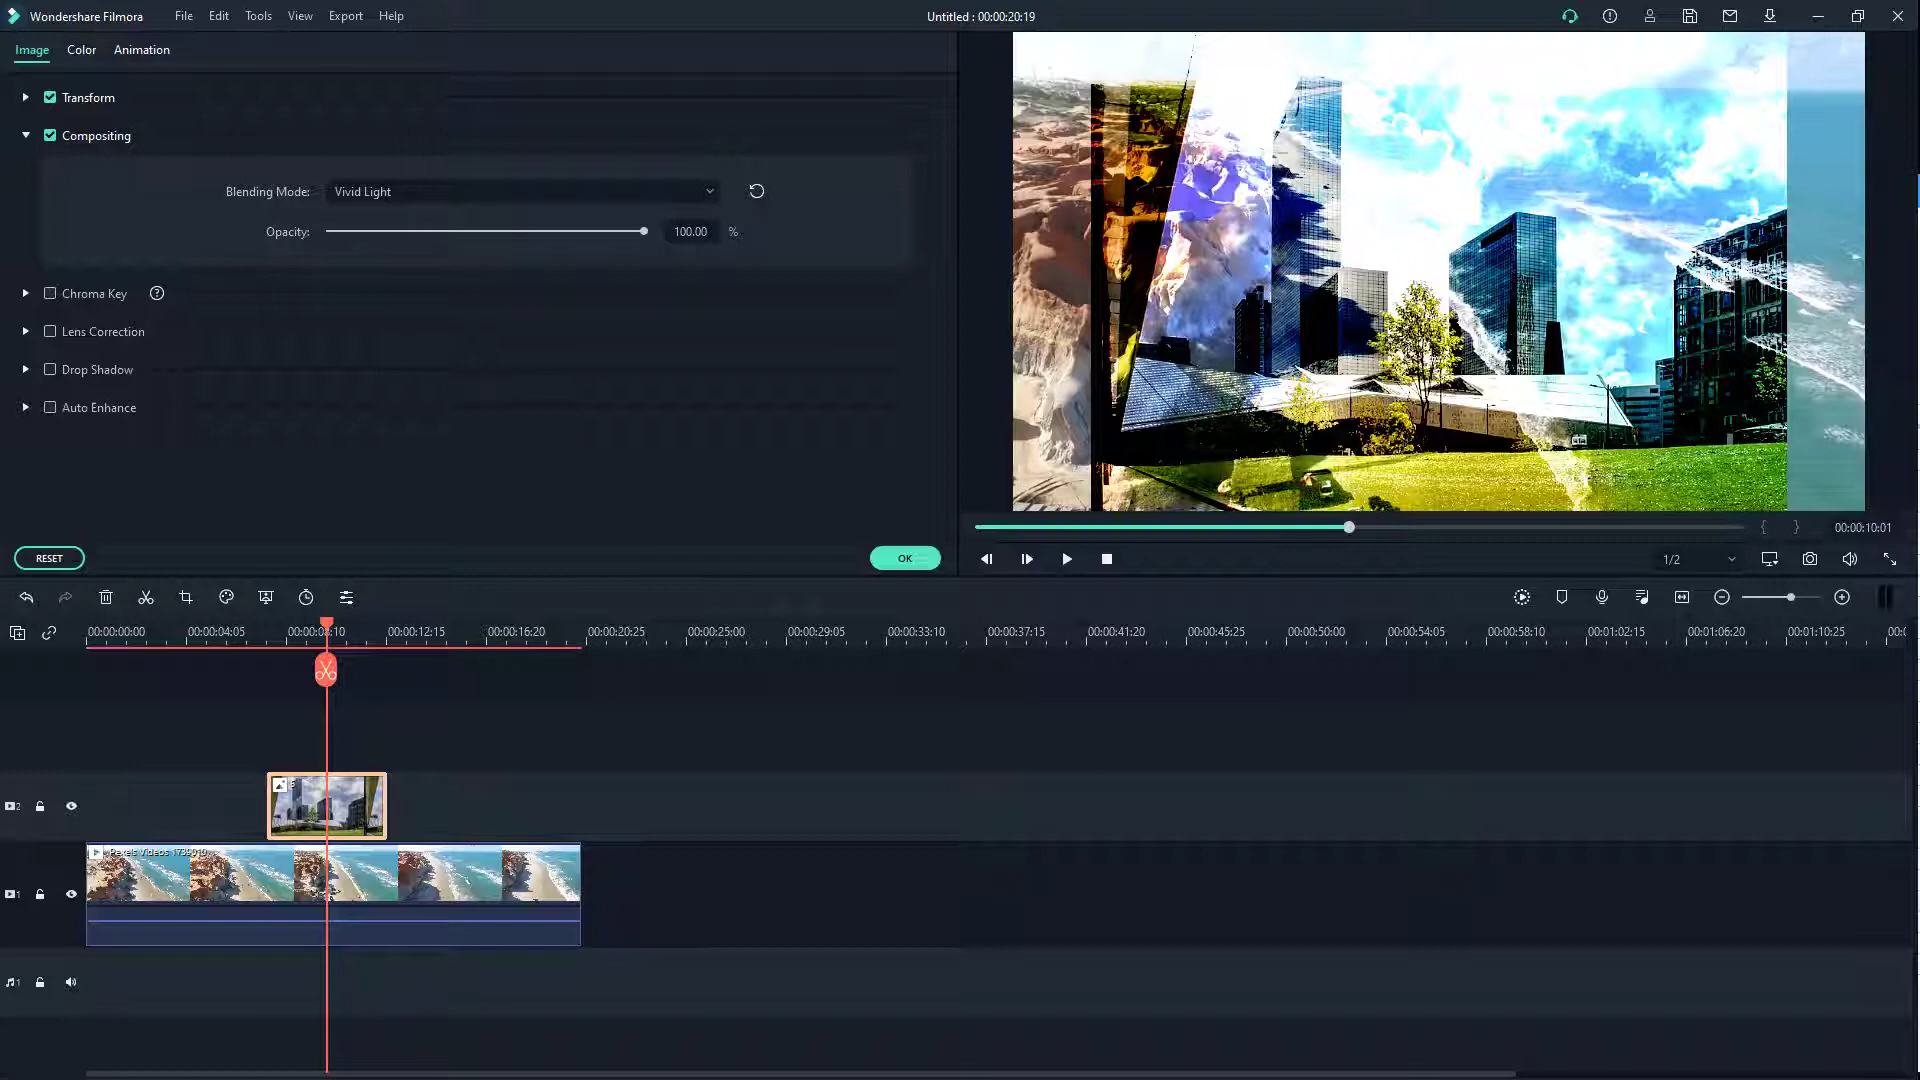 Wondershare Filmora File Edit Tools View Export Help Untitled : 00:00:20:19
Image Color Animation
Transform
Compositing
Blending Mode: Vivid Light
Opacity: 100.00 %
Chroma Key
Lens Correction
Drop Shadow
Auto Enhance
{ } 00:00:10:01
RESET OK 1/2
00:00:00:00 00:00:04:05 00:00:08:10 00:00:12:15 00:00:16:20 00:00:20:25 00:00:25:00 00:00:29:05 00:00:33:10 00:00:37:15 00:00:41:20 00:00:45:25 00:00:50:00 00:00:54:05 00:00:58:10 00:01:02:15 00:01:06:20 00:01:10:25
2
Pexels Videos
1
1